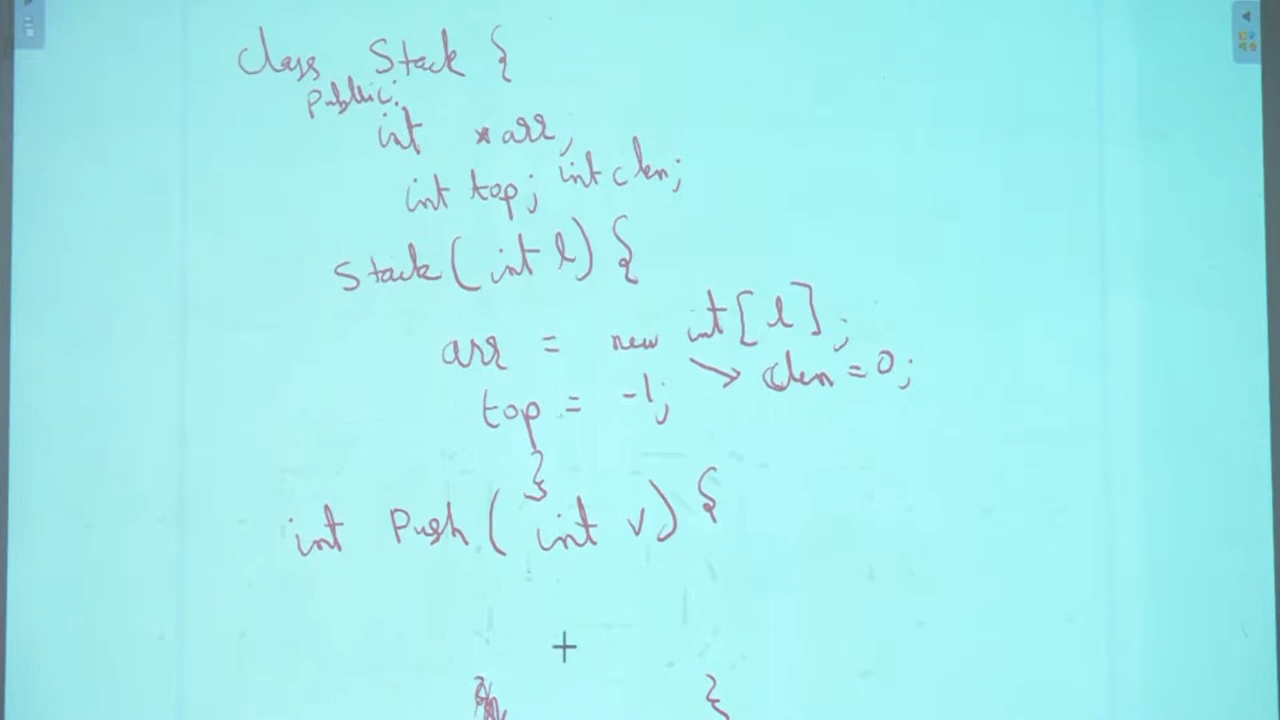 class Stack {
public:
int *arr,
int top; int clen;
Stack(int l) {
arr = new int[l];
top = -1; → clen = 0;
}
int Push( int v) {
}